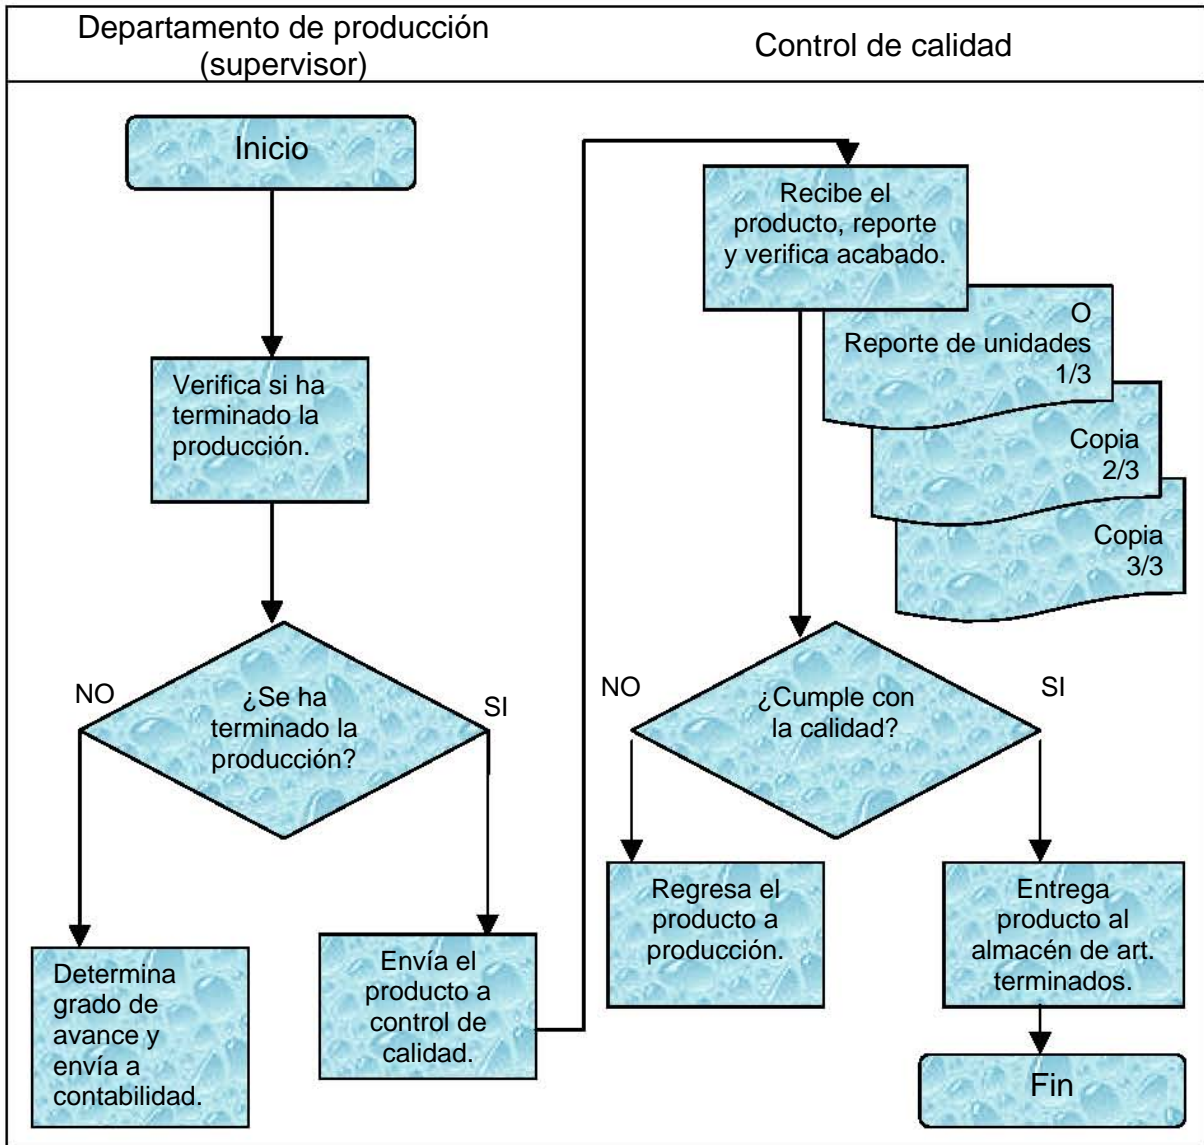 Departamento de producción
(supervisor)
Control de calidad
Inicio
Verifica si ha
terminado la
producción.
¿Se ha
terminado la
producción?
NO
SI
Determina
grado de
avance y
envía a
contabilidad.
Envía el
producto a
control de
calidad.
Recibe el
producto, reporte
y verifica acabado.
O
Reporte de unidades
1/3
Copia
2/3
Copia
3/3
¿Cumple con
la calidad?
NO
SI
Regresa el
producto a
producción.
Entrega
producto al
almacén de art.
terminados.
Fin